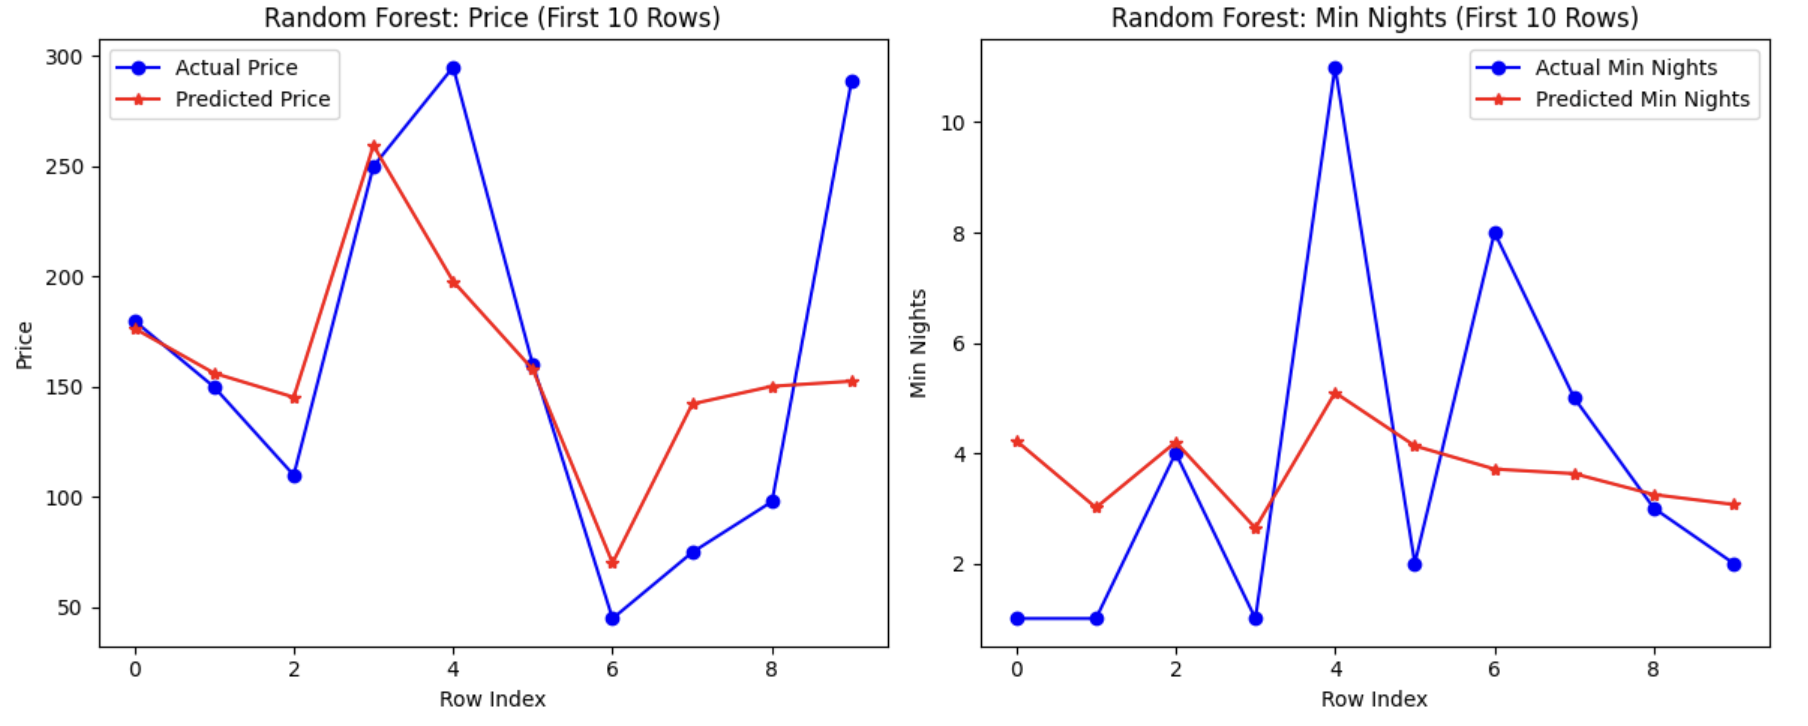 Random Forest: Price (First 10 Rows)
300
250
200
150
100
50
Price
Actual Price
Predicted Price
0 2 4 6 8
Row Index
Random Forest: Min Nights (First 10 Rows)
10
8
6
4
2
Min Nights
Actual Min Nights
Predicted Min Nights
0 2 4 6 8
Row Index